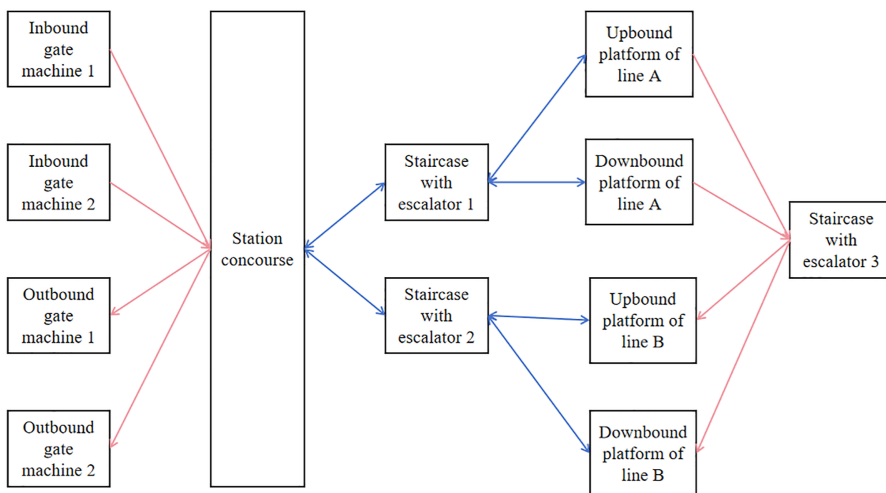 Inbound
gate
machine 1
Inbound
gate
machine 2
Outbound
gate
machine 1
Outbound
gate
machine 2
Station
concourse
Staircase
with
escalator 1
Staircase
with
escalator 2
Upbound
platform of
line A
Downbound
platform of
line A
Upbound
platform of
line B
Downbound
platform of
line B
Staircase
with
escalator 3